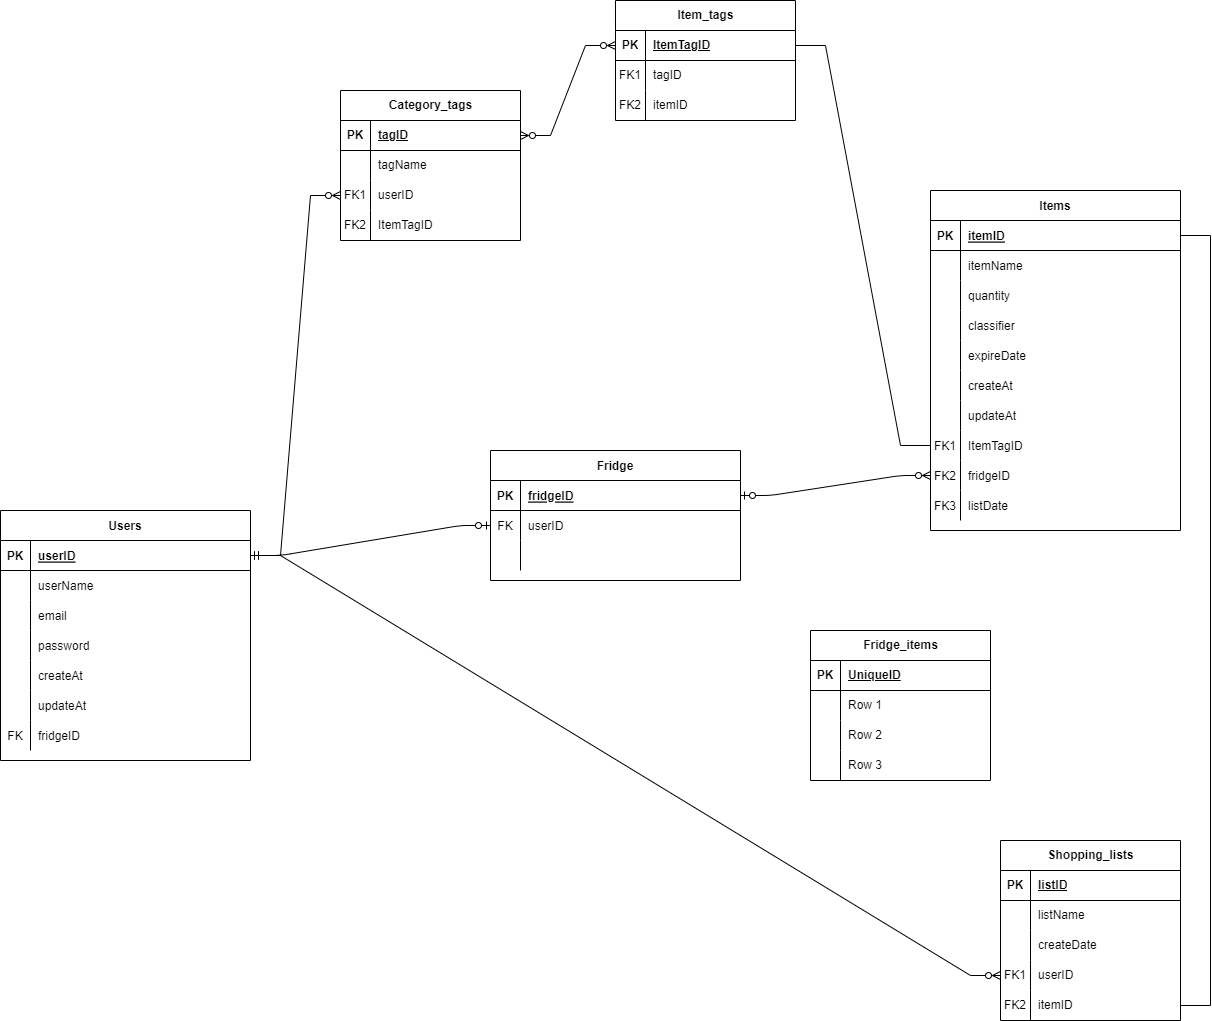 Item_tags
PK ItemTagID
FK1 tagID
FK2 itemID
Category_tags
PK tagID
tagName
FK1 userID
FK2 ItemTagID
Items
PK itemID
itemName
quantity
classifier
expireDate
createAt
updateAt
FK1 ItemTagID
FK2 fridgeID
FK3 listDate
Fridge
PK fridgeID
FK userID
Users
PK userID
userName
email
password
createAt
updateAt
FK fridgeID
Fridge_items
PK UniqueID
Row 1
Row 2
Row 3
Shopping_lists
PK listID
listName
createDate
FK1 userID
FK2 itemID